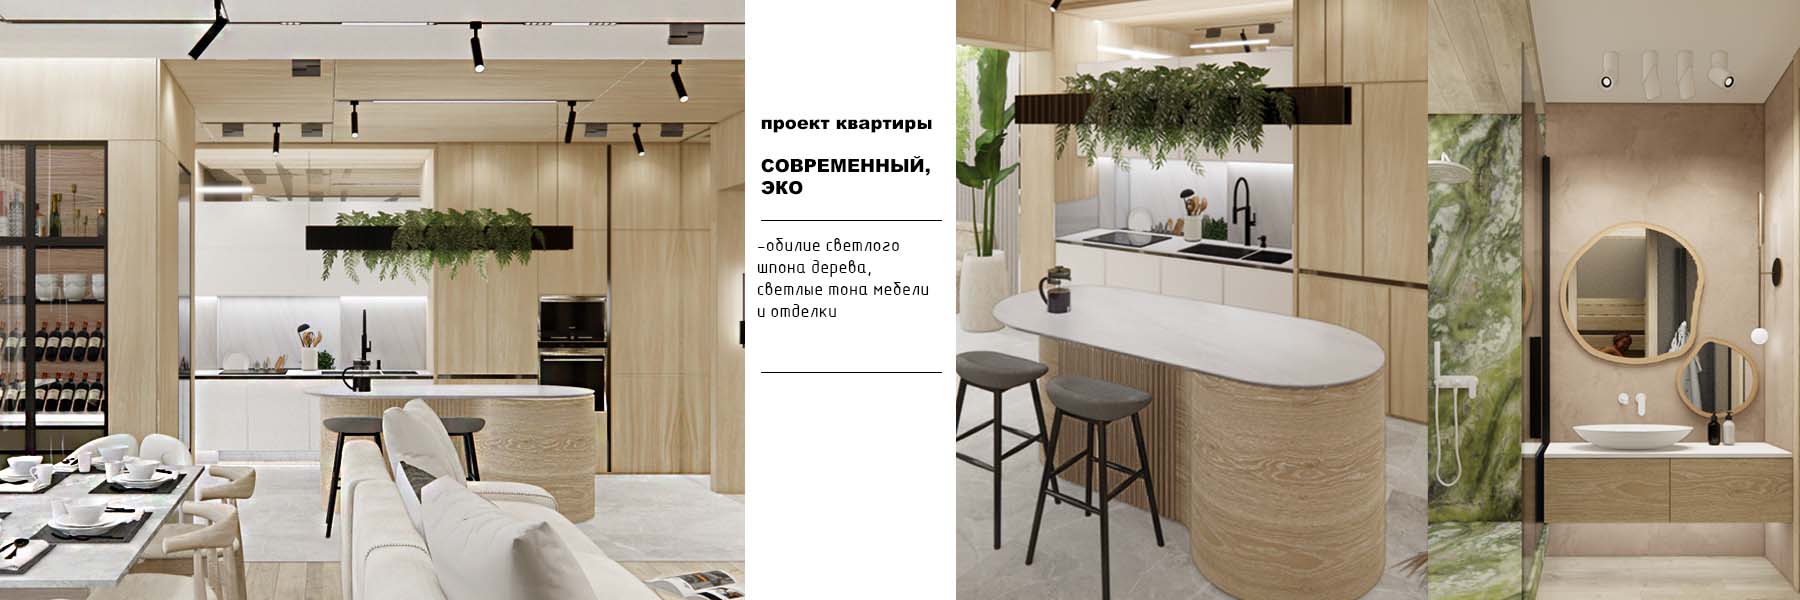 проект квартиры
СОВРЕМЕННЫЙ,
ЭКО
-обилие светлого
шпона дерева,
светлые тона мебели
и отделки